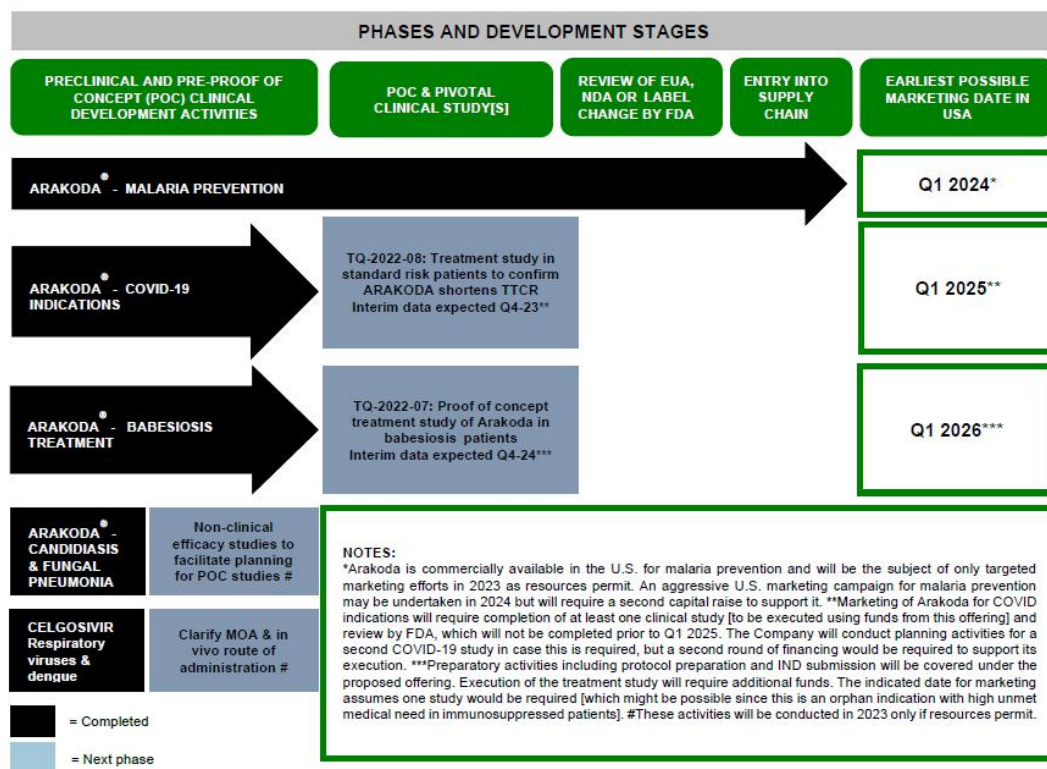 PHASES AND DEVELOPMENT STAGES
PRECLINICAL AND PRE-PROOF OF
CONCEPT (POC) CLINICAL
DEVELOPMENT ACTIVITIES
POC & PIVOTAL
CLINICAL STUDY[S]
REVIEW OF EUA,
NDA OR LABEL
CHANGE BY FDA
ENTRY INTO
SUPPLY
CHAIN
EARLIEST POSSIBLE
MARKETING DATE IN
USA
ARAKODA® - MALARIA PREVENTION
Q1 2024*
ARAKODA® - COVID-19
INDICATIONS
TQ-2022-08: Treatment study in
standard risk patients to confirm
ARAKODA shortens TTCR
Interim data expected Q4-23**
Q1 2025**
ARAKODA® - BABESIOSIS
TREATMENT
TQ-2022-07: Proof of concept
treatment study of Arakoda in
babesiosis patients
Interim data expected Q4-24***
Q1 2026***
ARAKODA® -
CANDIDIASIS
& FUNGAL
PNEUMONIA
Non-clinical
efficacy studies to
facilitate planning
for POC studies #
CELGOSIVIR
Respiratory
viruses &
dengue
Clarify MOA & in
vivo route of
administration #
NOTES:
*Arakoda is commercially available in the U.S. for malaria prevention and will be the subject of only targeted
marketing efforts in 2023 as resources permit. An aggressive U.S. marketing campaign for malaria prevention
may be undertaken in 2024 but will require a second capital raise to support it. **Marketing of Arakoda for COVID
indications will require completion of at least one clinical study [to be executed using funds from this offering] and
review by FDA, which will not be completed prior to Q1 2025. The Company will conduct planning activities for a
second COVID-19 study in case this is required, but a second round of financing would be required to support its
execution. ***Preparatory activities including protocol preparation and IND submission will be covered under the
proposed offering. Execution of the treatment study will require additional funds. The indicated date for marketing
assumes one study would be required [which might be possible since this is an orphan indication with high unmet
medical need in immunosuppressed patients]. #These activities will be conducted in 2023 only if resources permit.
= Completed
= Next phase